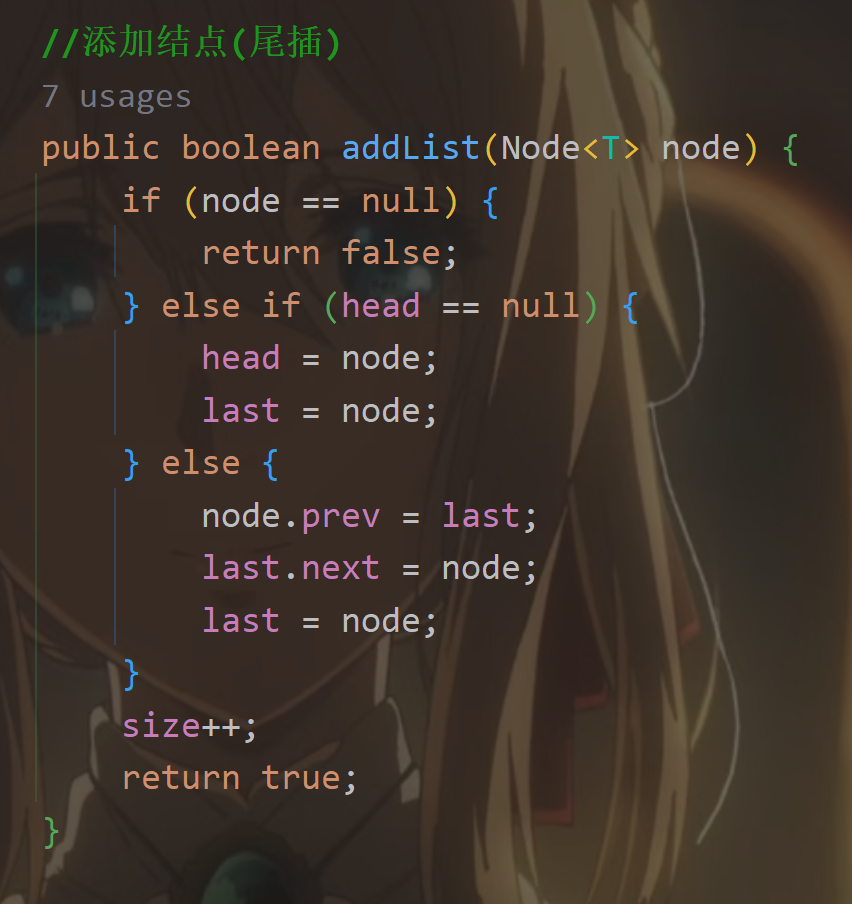 //添加结点(尾插)
7 usages
public boolean addList(Node<T> node) {
    if (node == null) {
        return false;
    } else if (head == null) {
        head = node;
        last = node;
    } else {
        node.prev = last;
        last.next = node;
        last = node;
    }
    size++;
    return true;
}